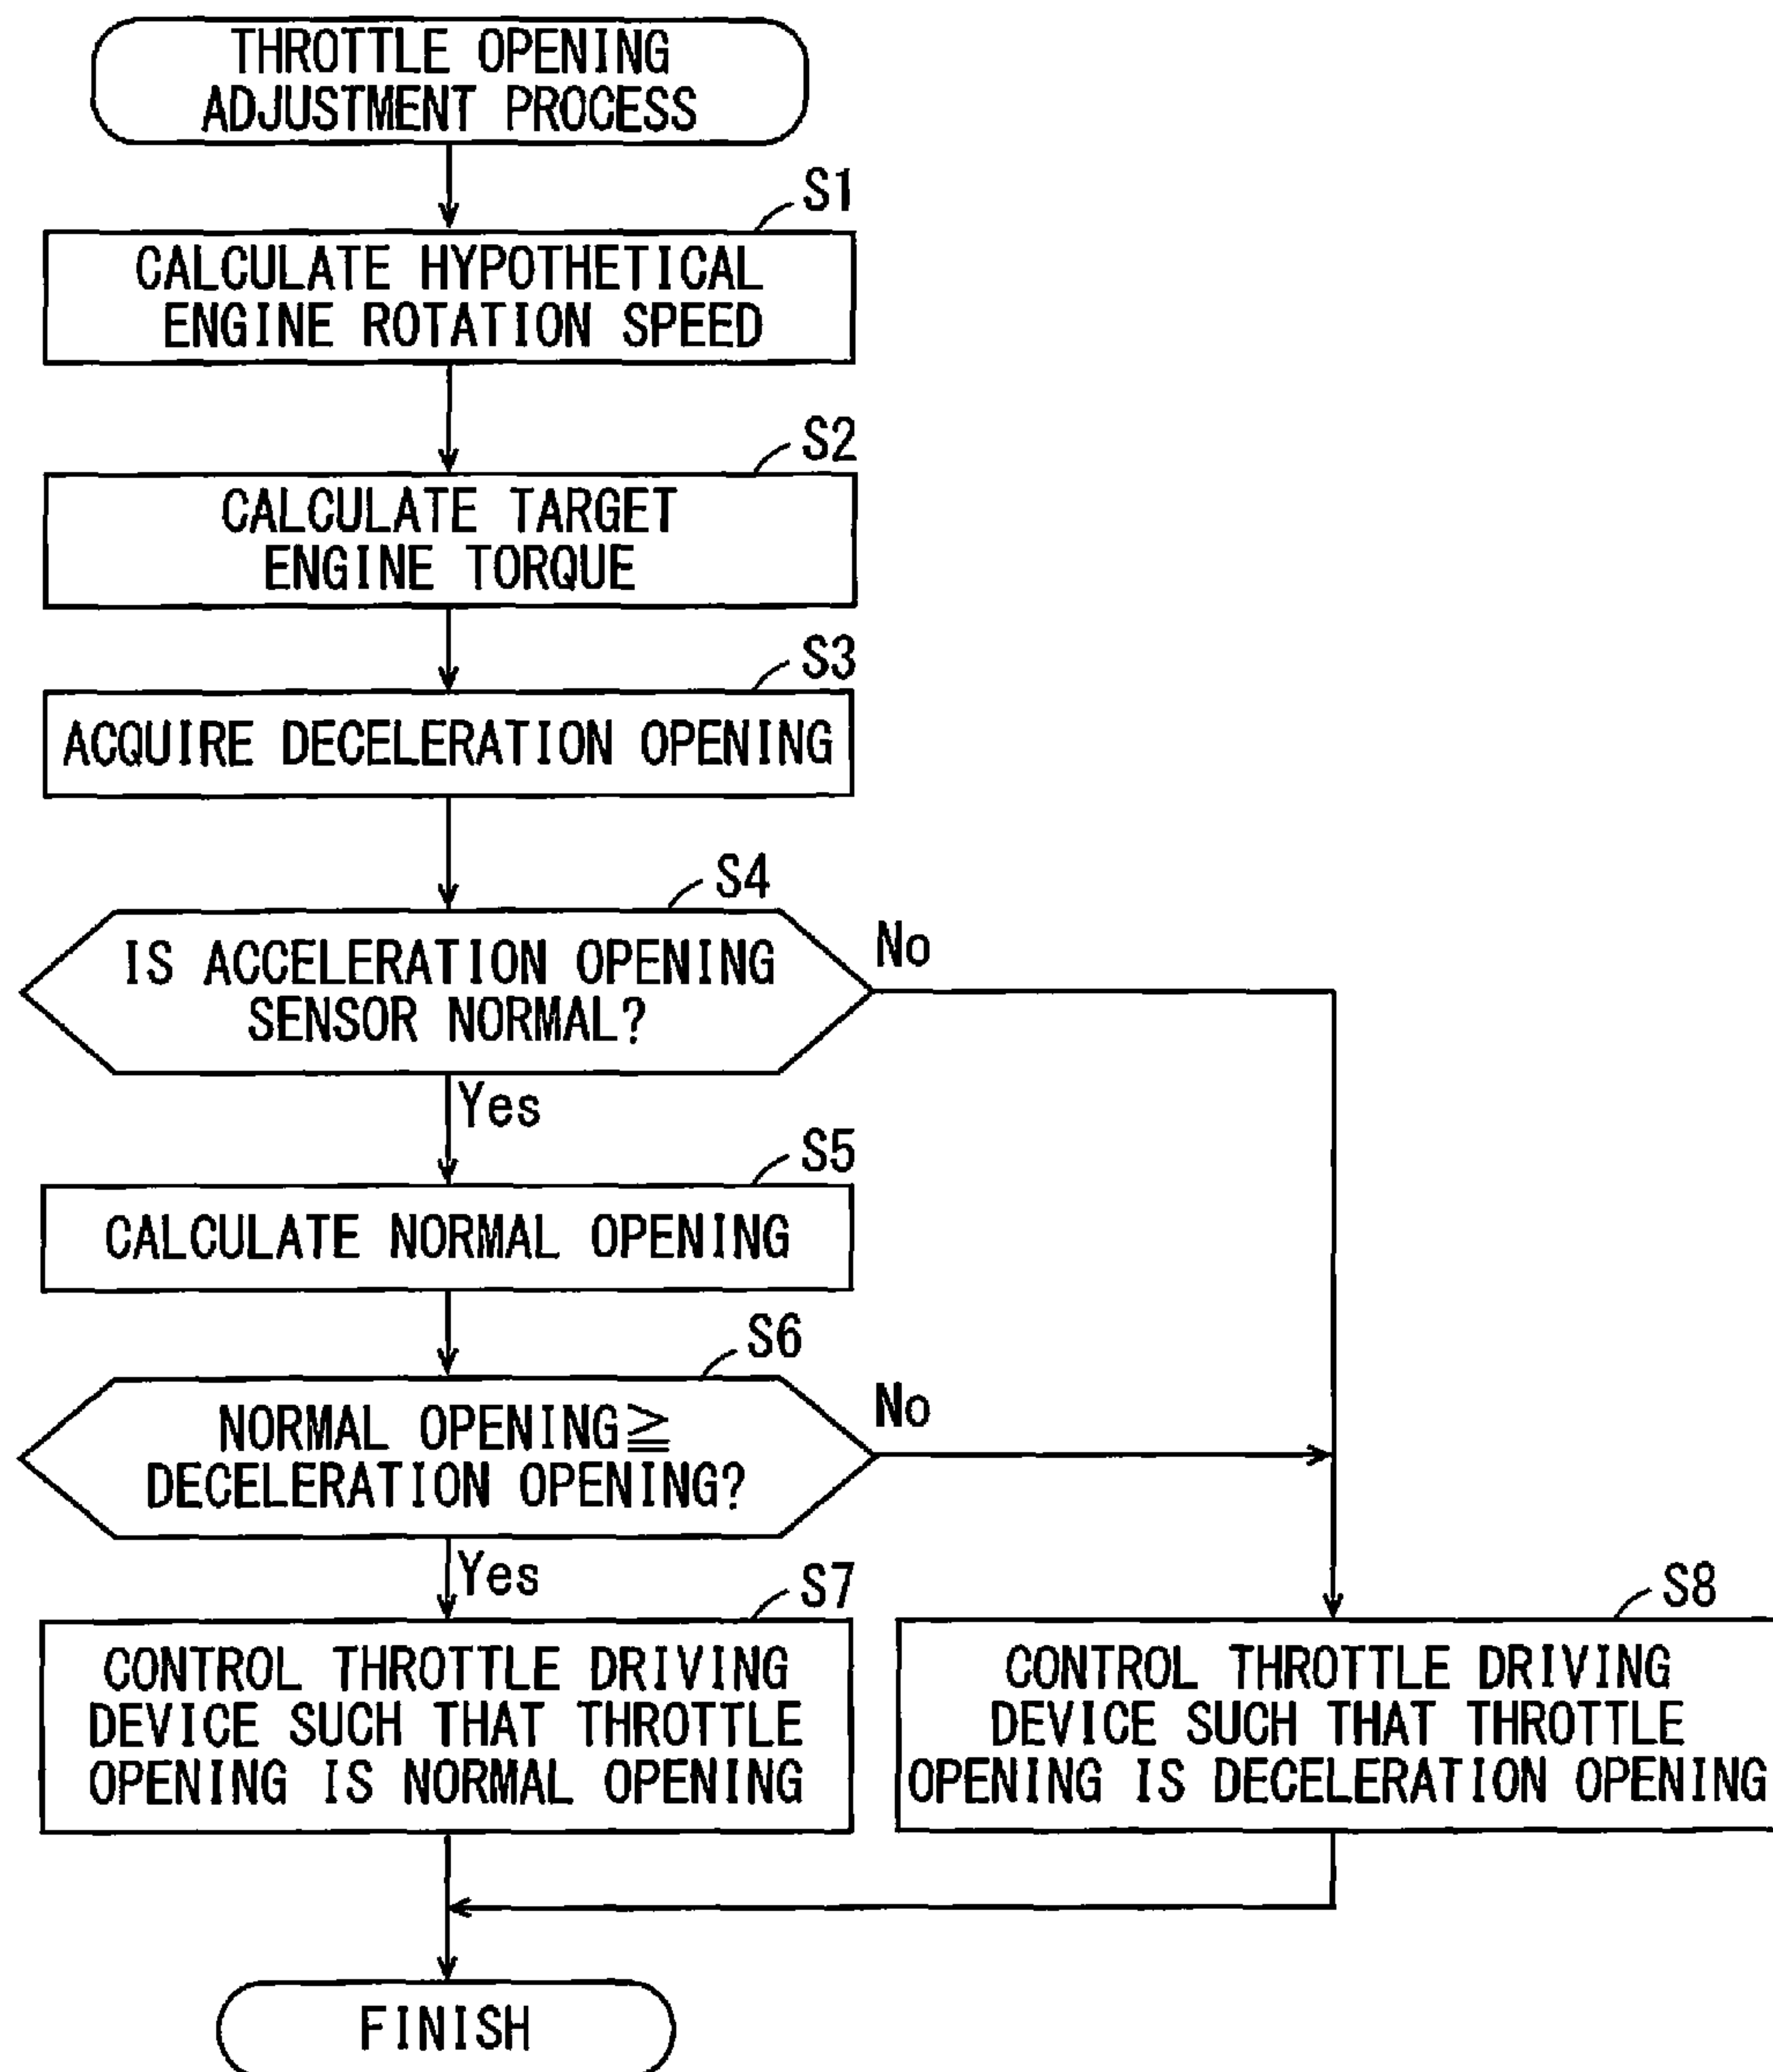 THROTTLE OPENING
ADJUSTMENT PROCESS
S1
CALCULATE HYPOTHETICAL
ENGINE ROTATION SPEED
S2
CALCULATE TARGET
ENGINE TORQUE
S3
ACQUIRE DECELERATION OPENING
S4
IS ACCELERATION OPENING
SENSOR NORMAL?
No
Yes
S5
CALCULATE NORMAL OPENING
S6
NORMAL OPENING≧
DECELERATION OPENING?
No
Yes
S7
CONTROL THROTTLE DRIVING
DEVICE SUCH THAT THROTTLE
OPENING IS NORMAL OPENING
S8
CONTROL THROTTLE DRIVING
DEVICE SUCH THAT THROTTLE
OPENING IS DECELERATION OPENING
FINISH